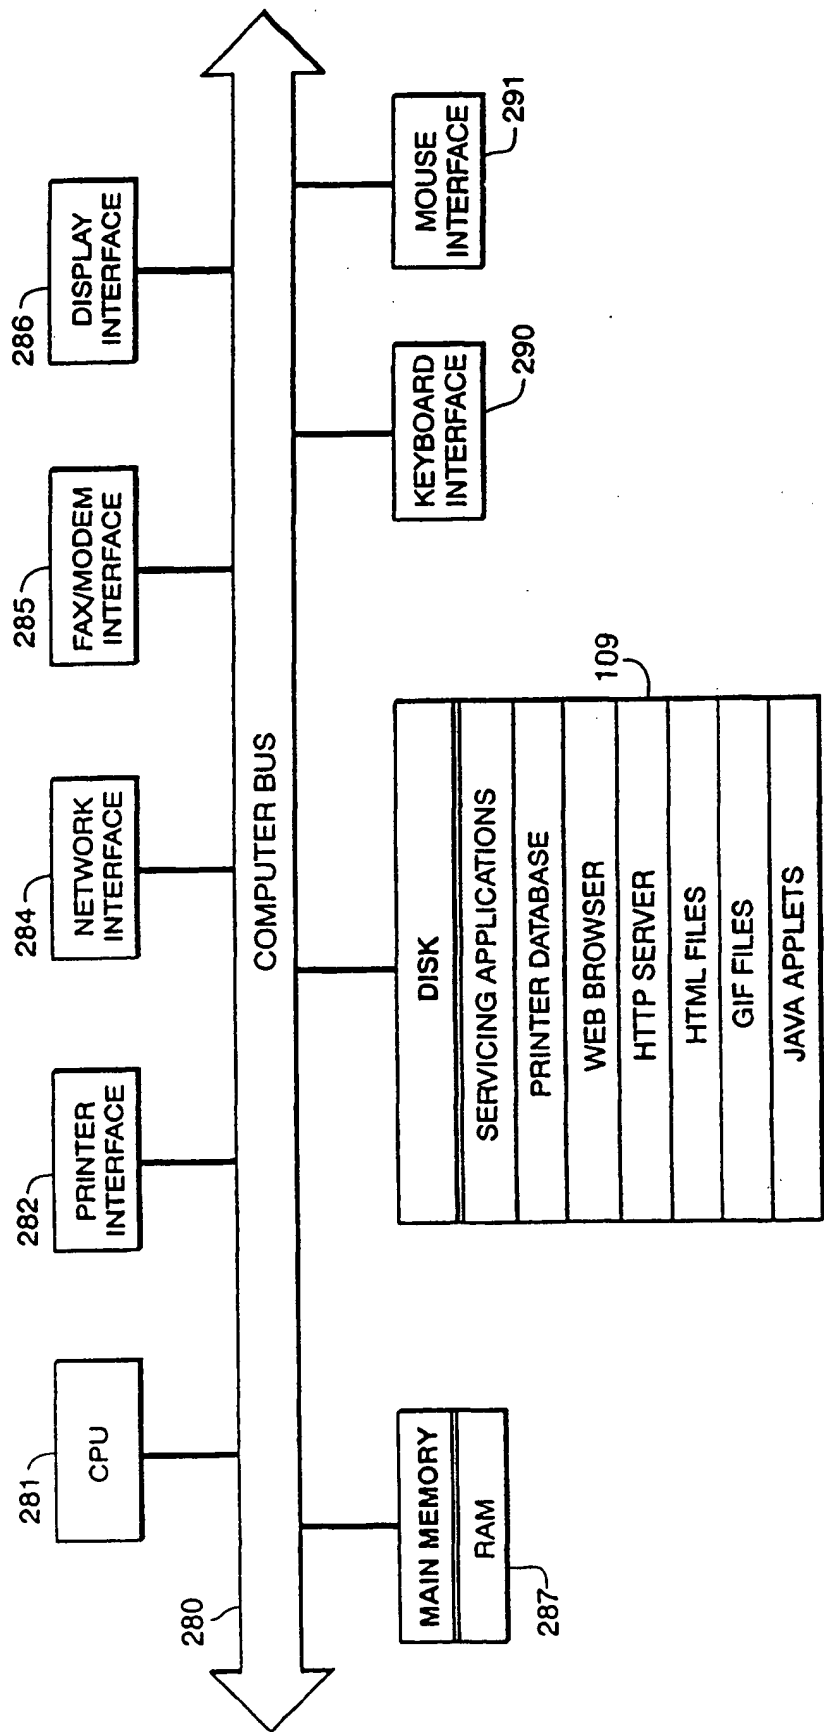 281
CPU
282
PRINTER
INTERFACE
284
NETWORK
INTERFACE
285
FAX/MODEM
INTERFACE
286
DISPLAY
INTERFACE
280
COMPUTER BUS
MAIN MEMORY
RAM
287
DISK
SERVICING APPLICATIONS
PRINTER DATABASE
WEB BROWSER
HTTP SERVER
HTML FILES
GIF FILES
JAVA APPLETS
109
KEYBOARD
INTERFACE
290
MOUSE
INTERFACE
291